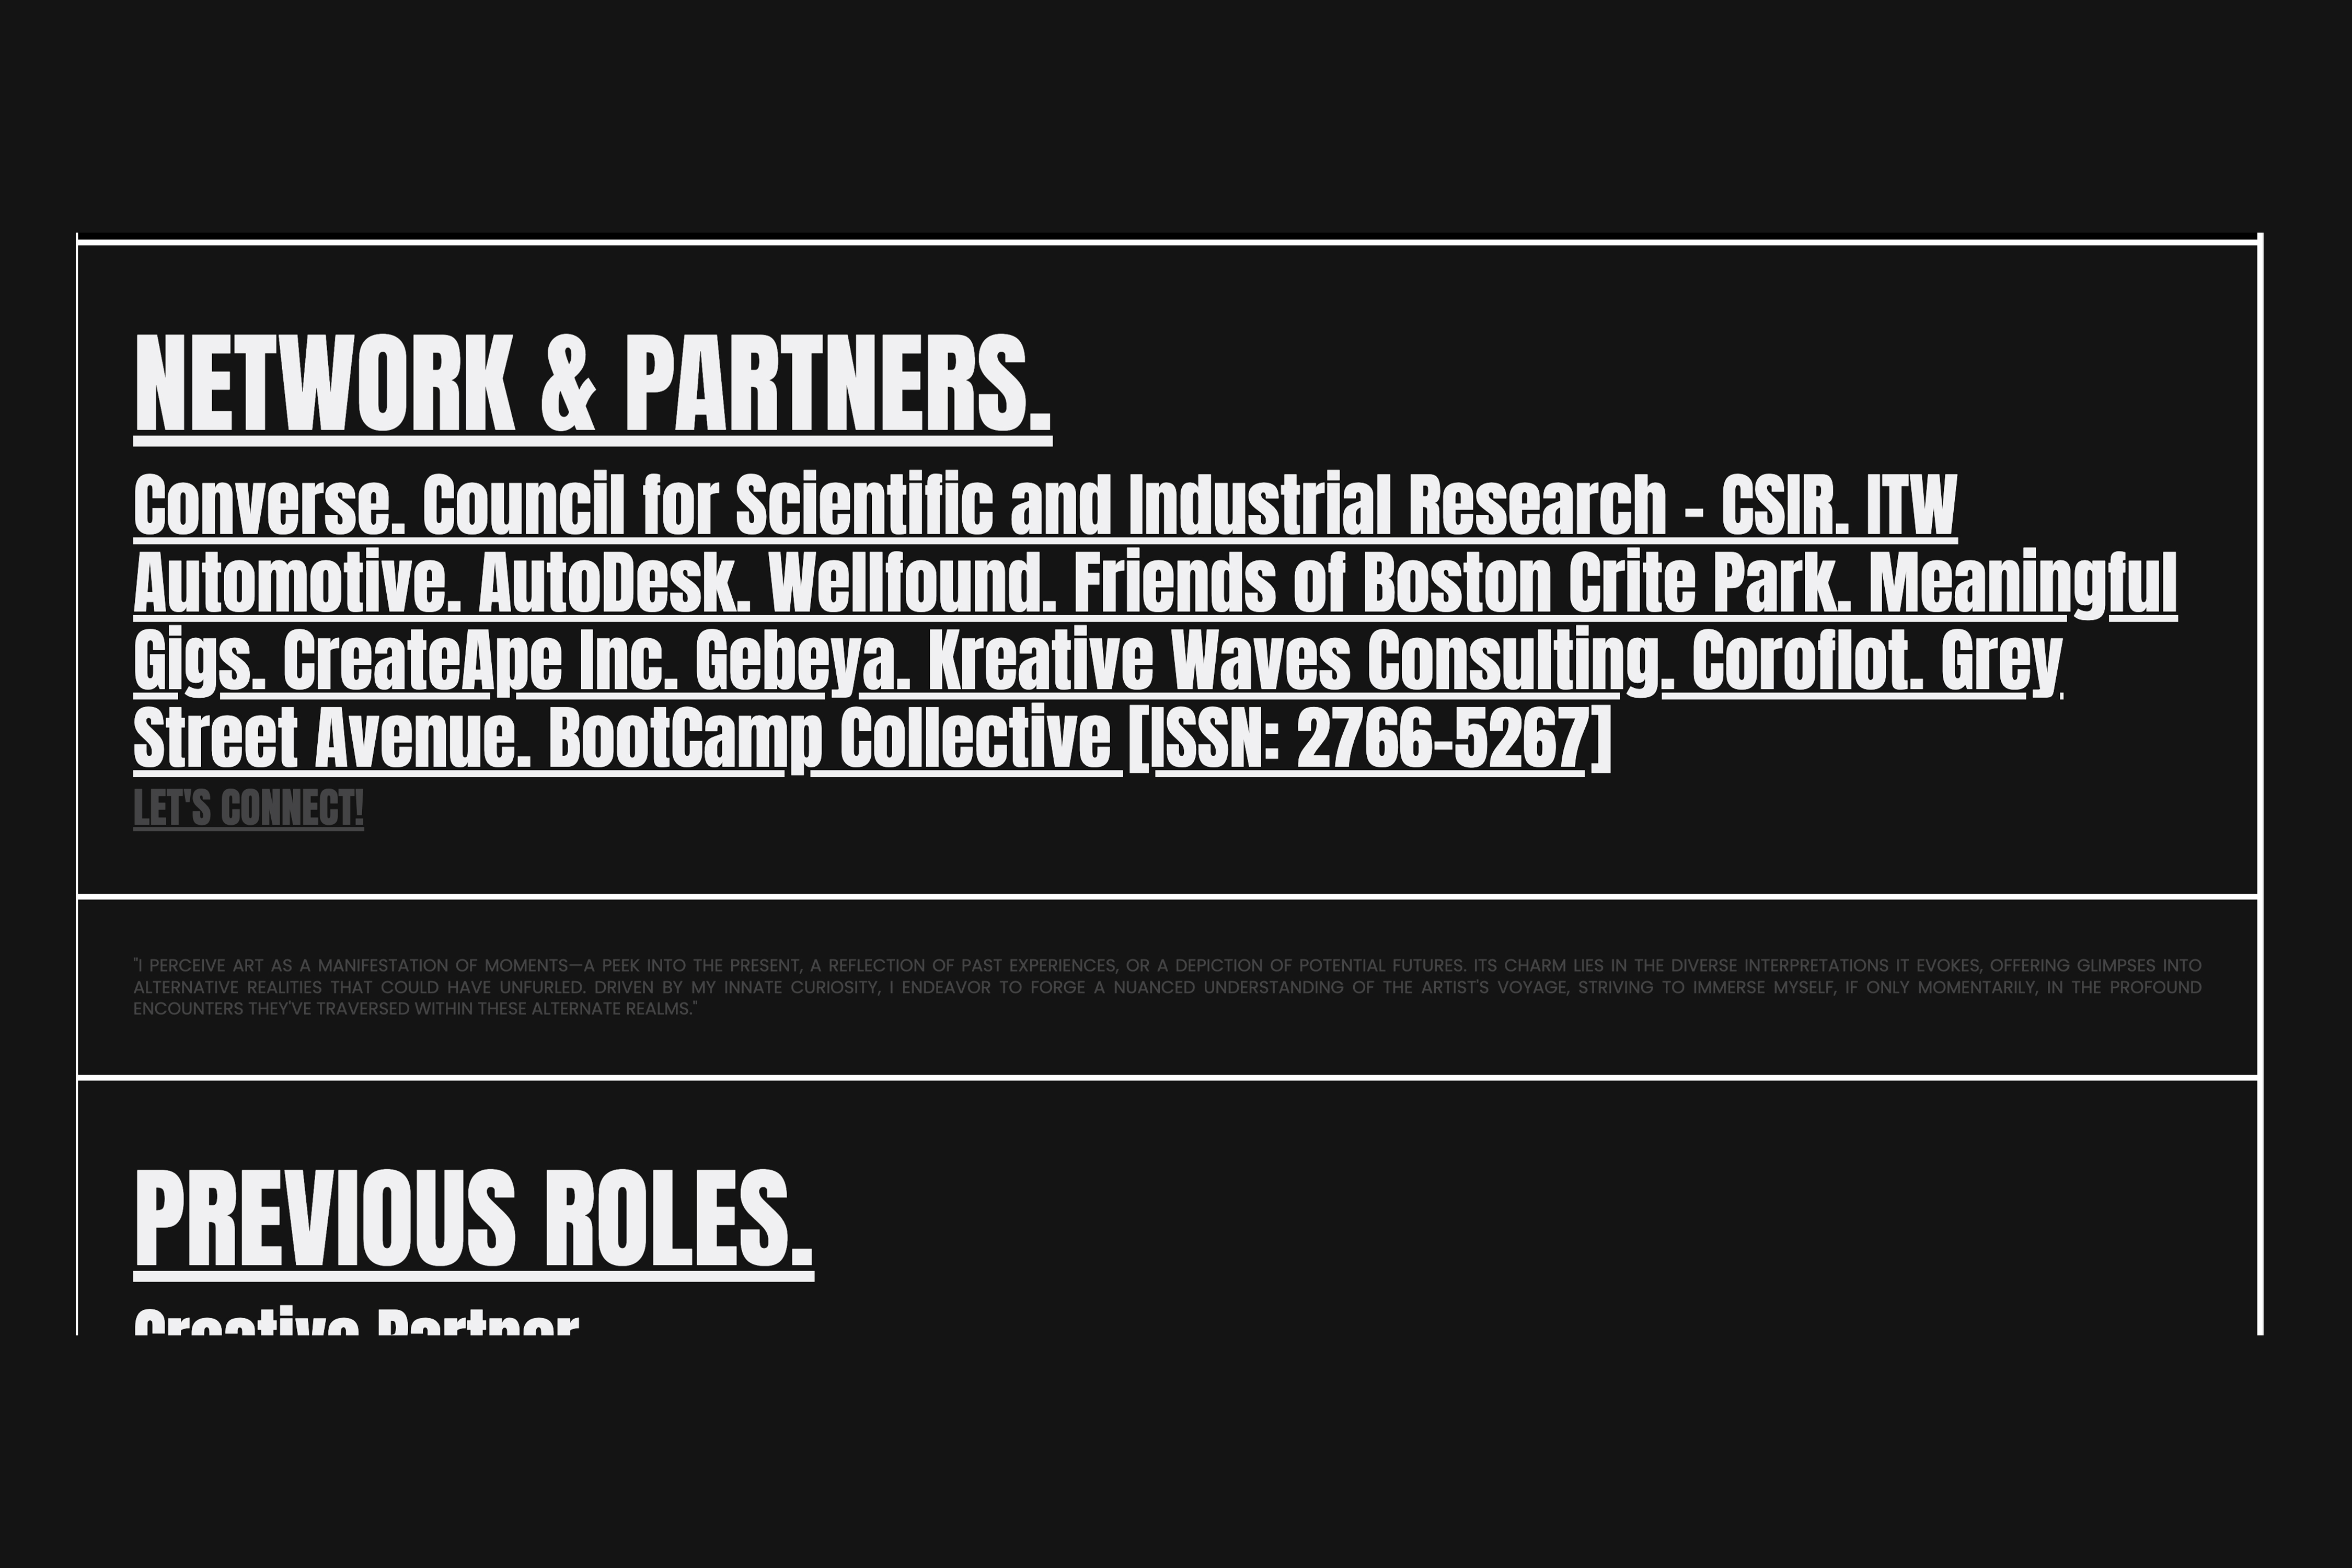 NETWORK & PARTNERS.
Converse. Council for Scientific and Industrial Research - CSIR. ITW
Automotive. AutoDesk. Wellfound. Friends of Boston Crite Park. Meaningful
Gigs. CreateApe Inc. Gebeya. Kreative Waves Consulting. Coroflot. Grey
Street Avenue. BootCamp Collective [ISSN: 2766-5267]
LET'S CONNECT!
"I PERCEIVE ART AS A MANIFESTATION OF MOMENTS—A PEEK INTO THE PRESENT, A REFLECTION OF PAST EXPERIENCES, OR A DEPICTION OF POTENTIAL FUTURES. ITS CHARM LIES IN THE DIVERSE INTERPRETATIONS IT EVOKES, OFFERING GLIMPSES INTO
ALTERNATIVE REALITIES THAT COULD HAVE UNFURLED. DRIVEN BY MY INNATE CURIOSITY, I ENDEAVOR TO FORGE A NUANCED UNDERSTANDING OF THE ARTIST'S VOYAGE, STRIVING TO IMMERSE MYSELF, IF ONLY MOMENTARILY, IN THE PROFOUND
ENCOUNTERS THEY'VE TRAVERSED WITHIN THESE ALTERNATE REALMS."
PREVIOUS ROLES.
Creative Partner